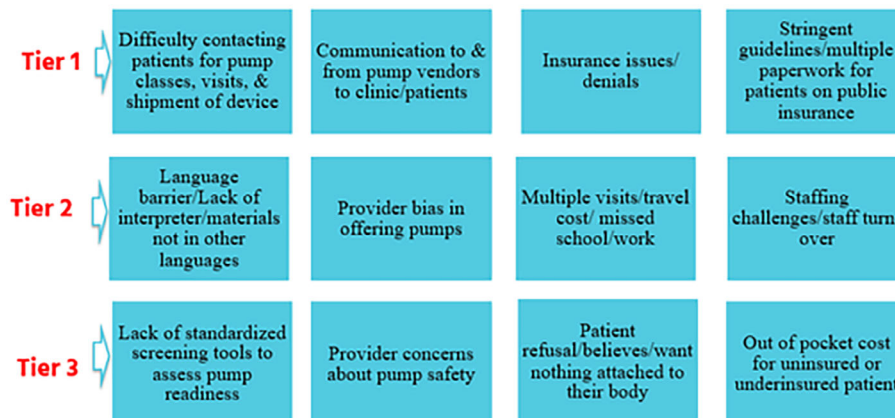 Tier 1
Difficulty contacting
patients for pump
classes, visits, &
shipment of device
Communication to &
from pump vendors
to clinic/patients
Insurance issues/
denials
Stringent
guidelines/multiple
paperwork for
patients on public
insurance
Tier 2
Language
barrier/Lack of
interpreter/materials
not in other
languages
Provider bias in
offering pumps
Multiple visits/travel
cost/ missed
school/work
Staffing
challenges/staff turn
over
Tier 3
Lack of standardized
screening tools to
assess pump
readiness
Provider concerns
about pump safety
Patient
refusal/believes/want
nothing attached to
their body
Out of pocket cost
for uninsured or
underinsured patient